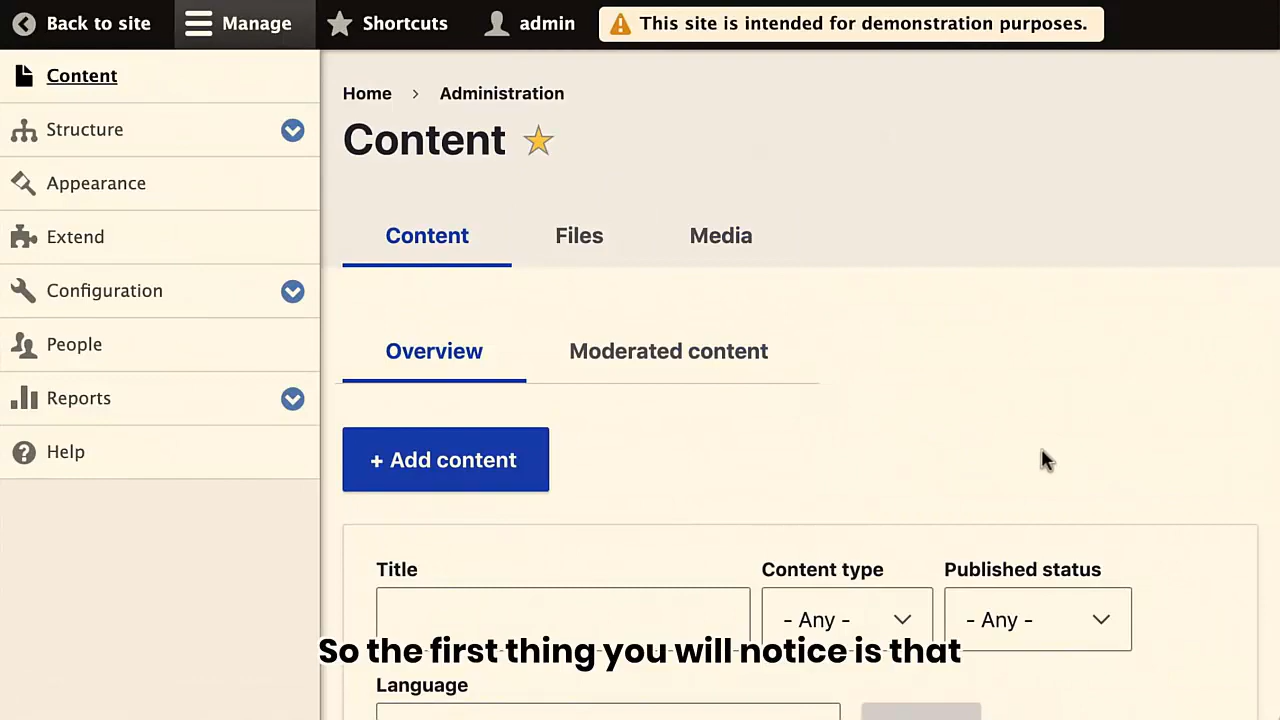 Back to site Manage Shortcuts admin This site is intended for demonstration purposes.
Content
Structure
Appearance
Extend
Configuration
People
Reports
Help
Home > Administration
Content
Content Files Media
Overview Moderated content
+ Add content
Title Content type Published status
- Any - - Any -
So the first thing you will notice is that
Language